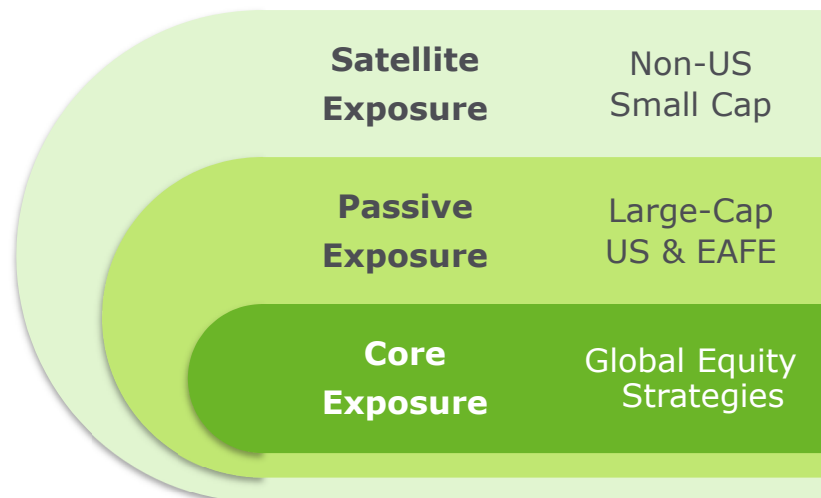 Satellite
Exposure
Non-US
Small Cap
Passive
Exposure
Large-Cap
US & EAFE
Core
Exposure
Global Equity
Strategies